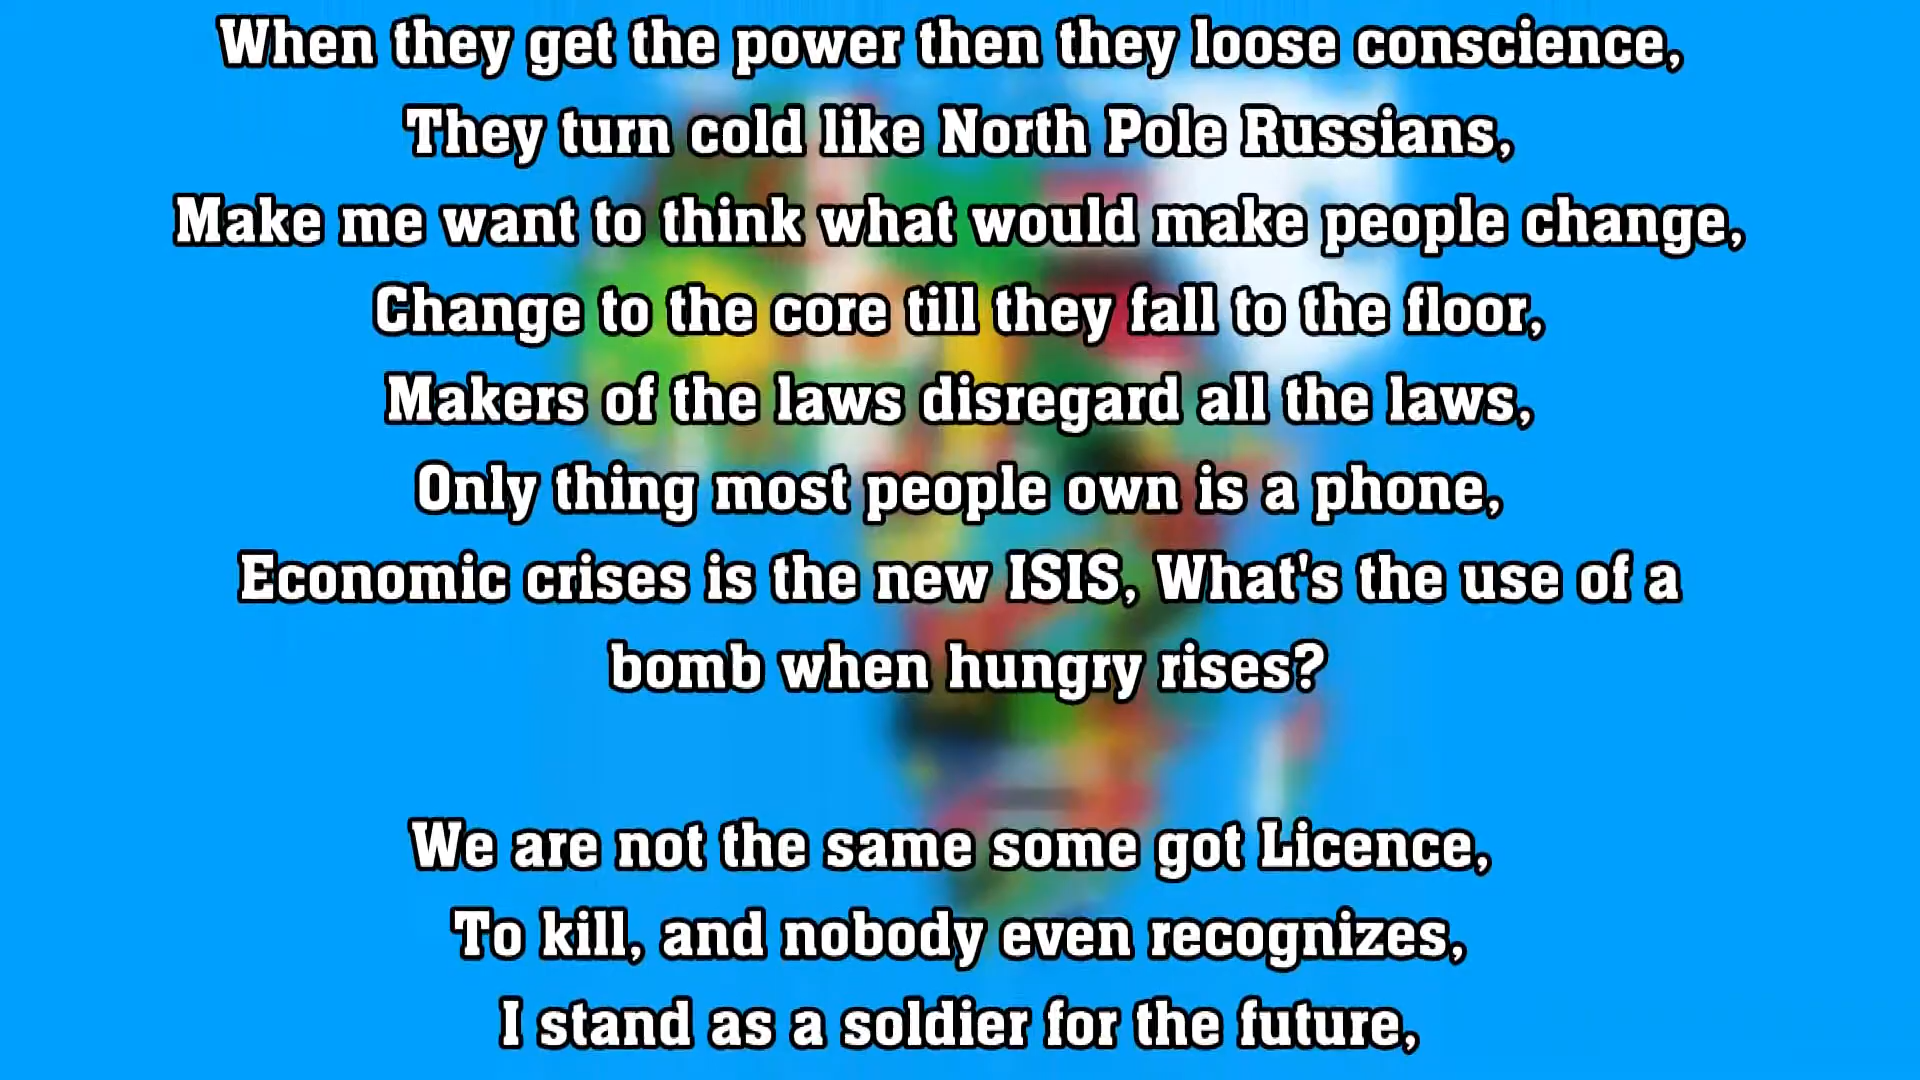 When they get the power then they loose conscience,
They turn cold like North Pole Russians,
Make me want to think what would make people change,
Change to the core till they fall to the floor,
Makers of the laws disregard all the laws,
Only thing most people own is a phone,
Economic crises is the new ISIS, What's the use of a
bomb when hungry rises?
We are not the same some got Licence,
To kill, and nobody even recognizes,
I stand as a soldier for the future,